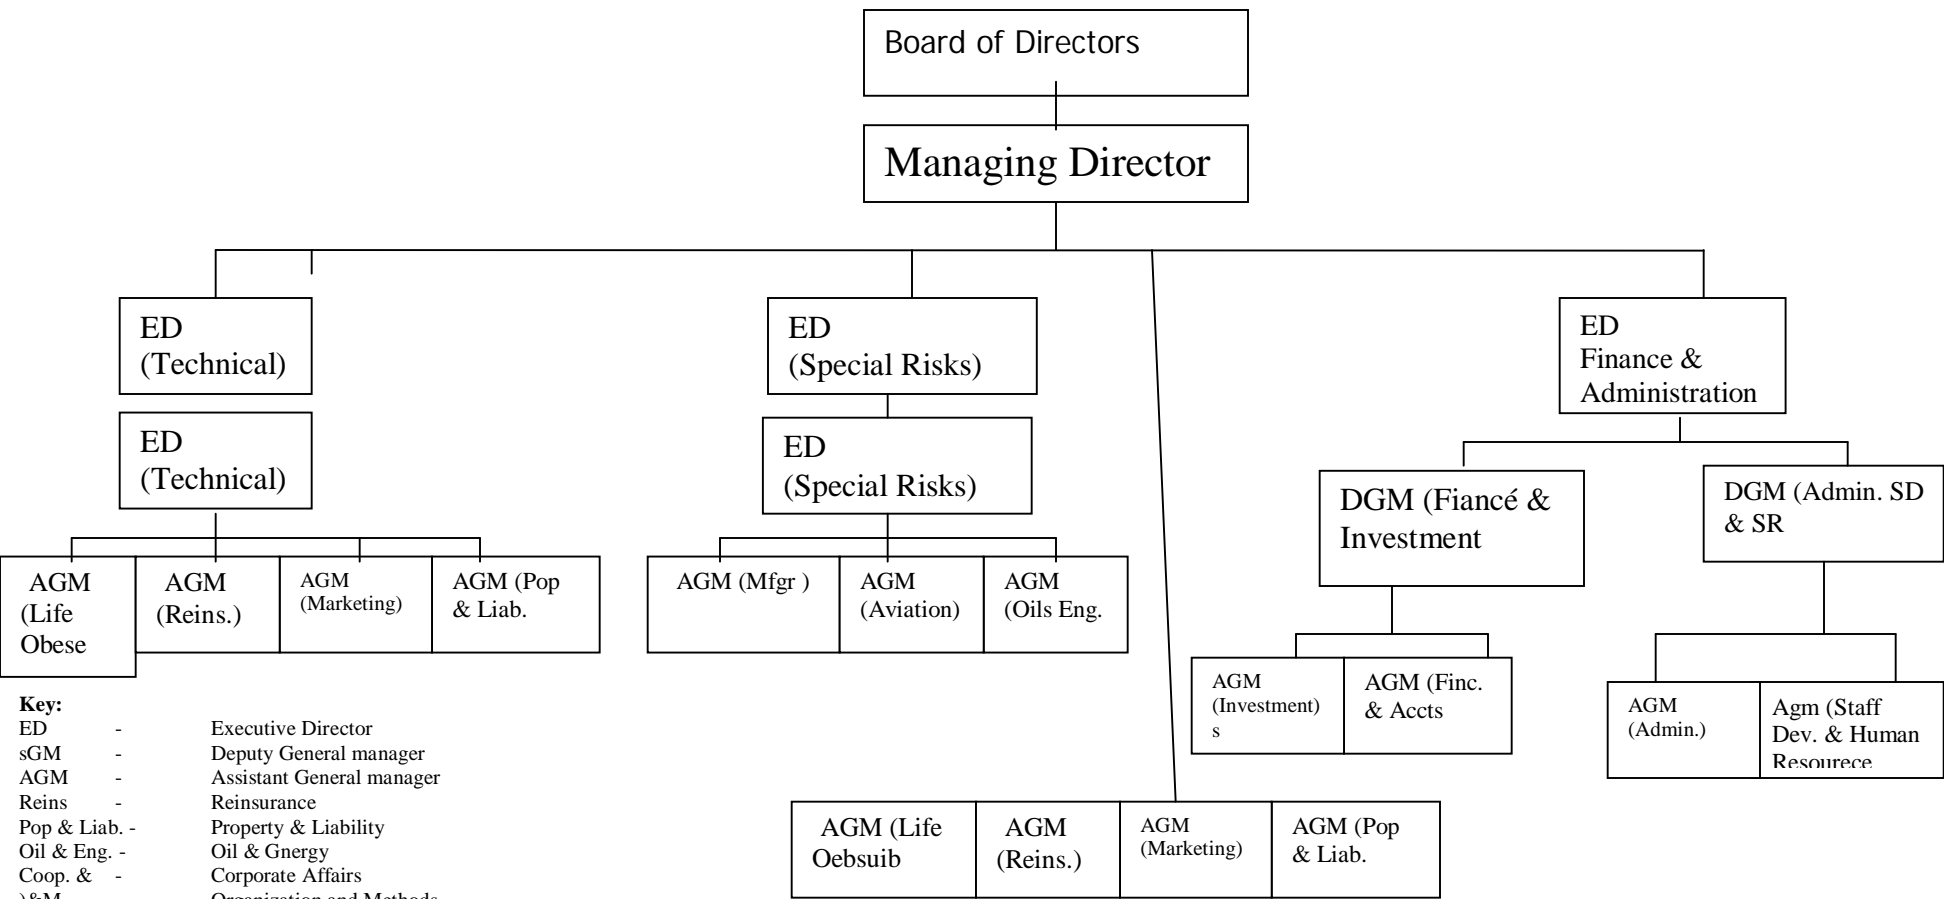 Board of Directors
Managing Director
ED
(Technical)
ED
(Special Risks)
ED
Finance &
Administration
ED
(Technical)
ED
(Special Risks)
DGM (Fiancé &
Investment
DGM (Admin. SD
& SR
AGM
(Life
Obese
AGM
(Reins.)
AGM
(Marketing)
AGM (Pop
& Liab.
AGM (Mfgr )
AGM
(Aviation)
AGM
(Oils Eng.
AGM
(Investment)
s
AGM (Finc.
& Accts
AGM
(Admin.)
Agm (Staff
Dev. & Human
Resourece
Key:
ED - Executive Director
sGM - Deputy General manager
AGM - Assistant General manager
Reins - Reinsurance
Pop & Liab. - Property & Liability
Oil & Eng. - Oil & Gnergy
Coop. & - Corporate Affairs
)&M Organization and Methods
AGM (Life
Oebsuib
AGM
(Reins.)
AGM
(Marketing)
AGM (Pop
& Liab.